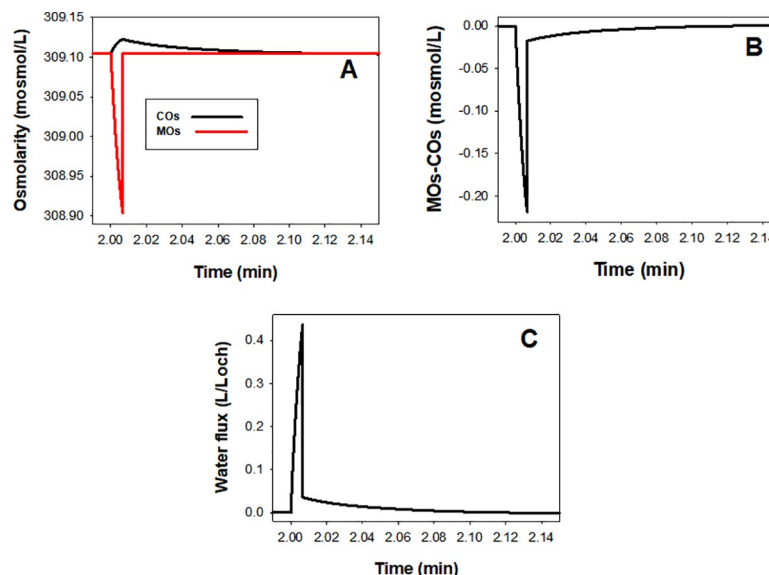 309.15
309.10
309.05
309.00
308.95
308.90
Osmolarity (mosmol/L)
A
COs
MOs
2.00 2.02 2.04 2.06 2.08 2.10 2.12 2.14
Time (min)
0.00
-0.05
-0.10
-0.15
-0.20
MOs-COs (mosmol/L)
B
2.00 2.02 2.04 2.06 2.08 2.10 2.12 2.14
Time (min)
0.4
0.3
0.2
0.1
0.0
Water flux (L/Loch)
C
2.00 2.02 2.04 2.06 2.08 2.10 2.12 2.14
Time (min)